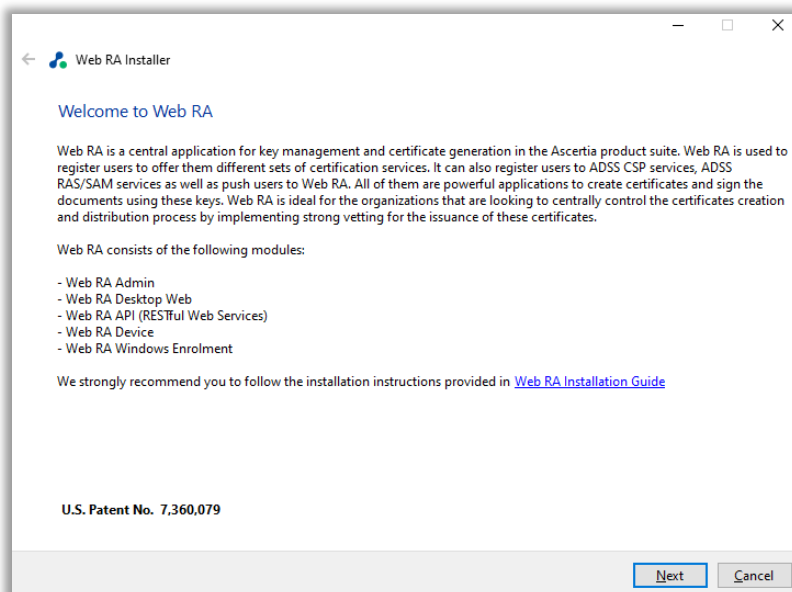 Web RA Installer
Welcome to Web RA
Web RA is a central application for key management and certificate generation in the Ascertia product suite. Web RA is used to
register users to offer them different sets of certification services. It can also register users to ADSS CSP services, ADSS
RAS/SAM services as well as push users to Web RA. All of them are powerful applications to create certificates and sign the
documents using these keys. Web RA is ideal for the organizations that are looking to centrally control the certificates creation
and distribution process by implementing strong vetting for the issuance of these certificates.
Web RA consists of the following modules:
- Web RA Admin
- Web RA Desktop Web
- Web RA API (RESTful Web Services)
- Web RA Device
- Web RA Windows Enrolment
We strongly recommend you to follow the installation instructions provided in Web RA Installation Guide
U.S. Patent No. 7,360,079
Next Cancel